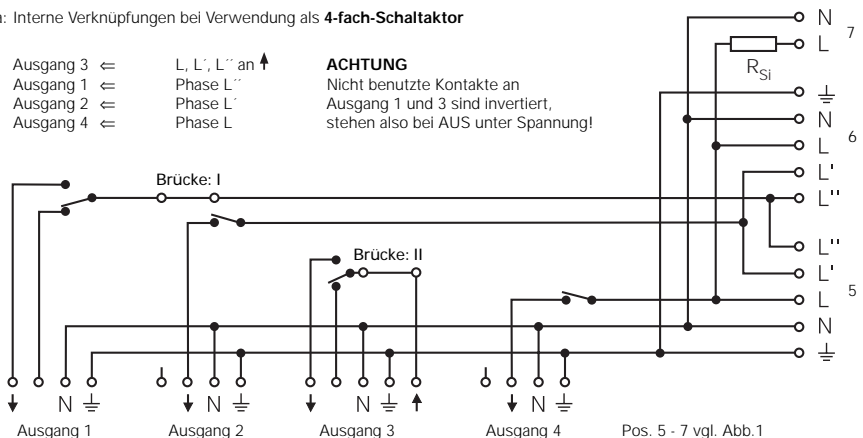 a: Interne Verknüpfungen bei Verwendung als 4-fach-Schaltaktor
Ausgang 3 ⇐ L, L´, L´´ an ↑
Ausgang 1 ⇐ Phase L´´
Ausgang 2 ⇐ Phase L´
Ausgang 4 ⇐ Phase L
ACHTUNG
Nicht benutzte Kontakte an
Ausgang 1 und 3 sind invertiert,
stehen also bei AUS unter Spannung!
N
7
L
RSi
N
6
L
L'
L''
L''
L'
5
L
N
Brücke: I
Brücke: II
N
N
N
N
Ausgang 1
Ausgang 2
Ausgang 3
Ausgang 4
Pos. 5 - 7 vgl. Abb.1